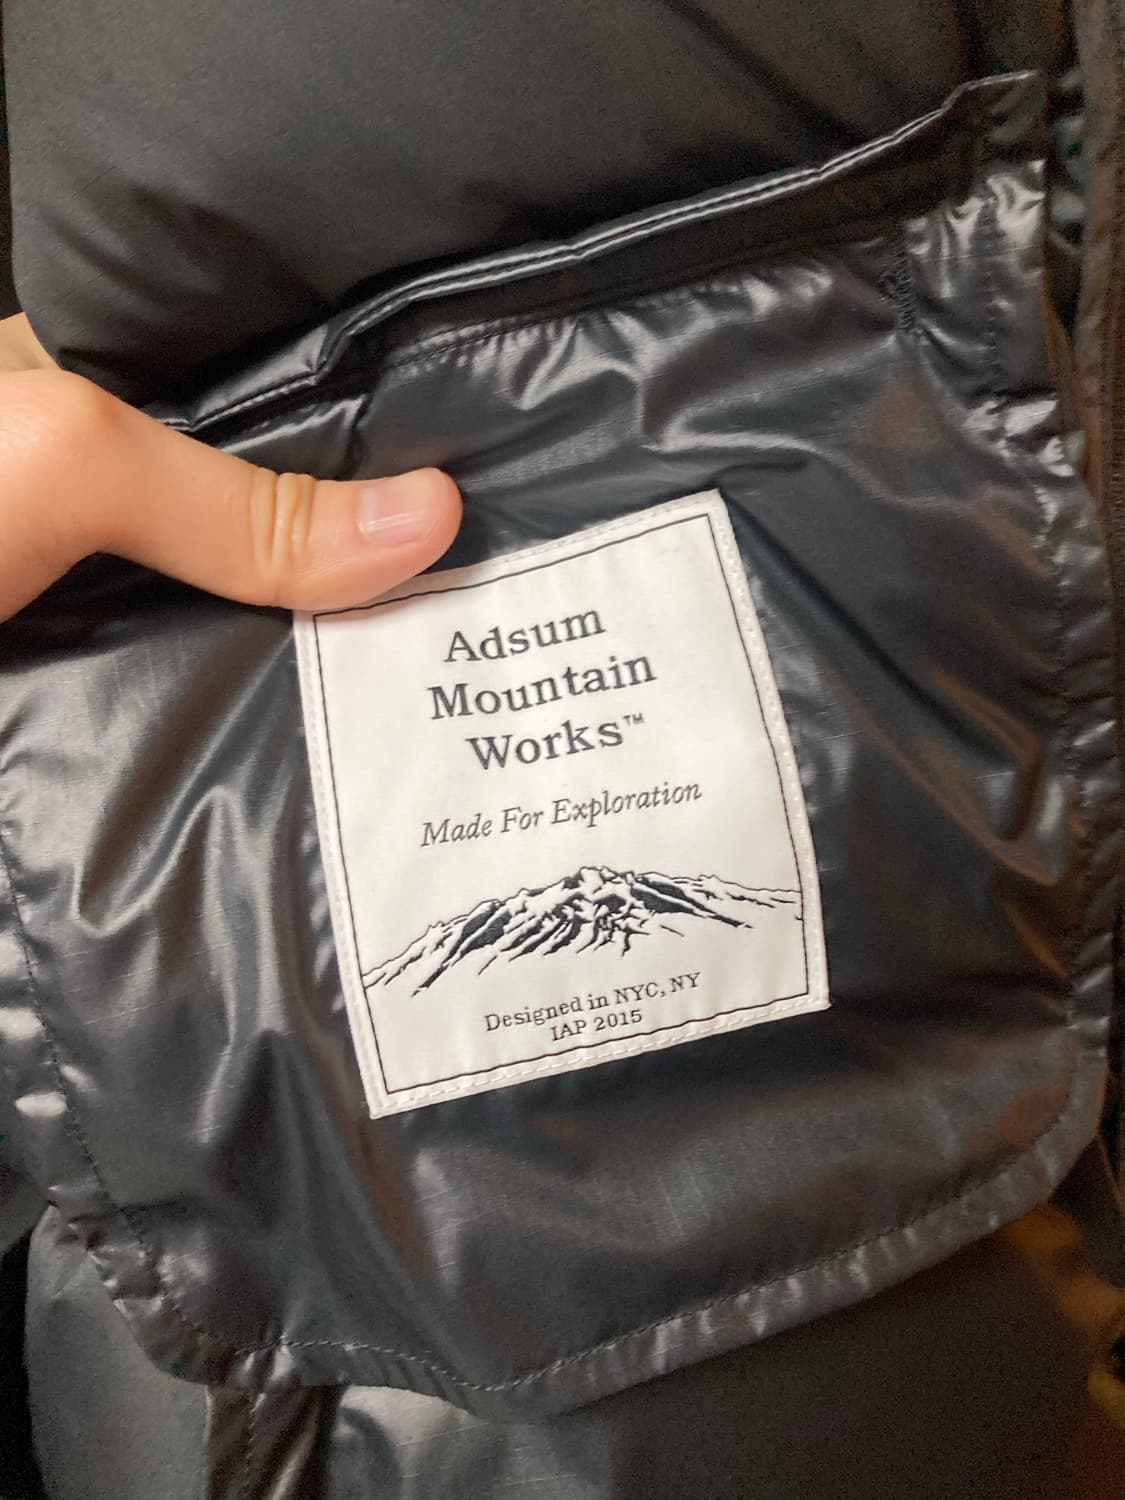 Adsum
Mountain
Works™
Made For Exploration
Designed in NYC, NY
IAP 2015